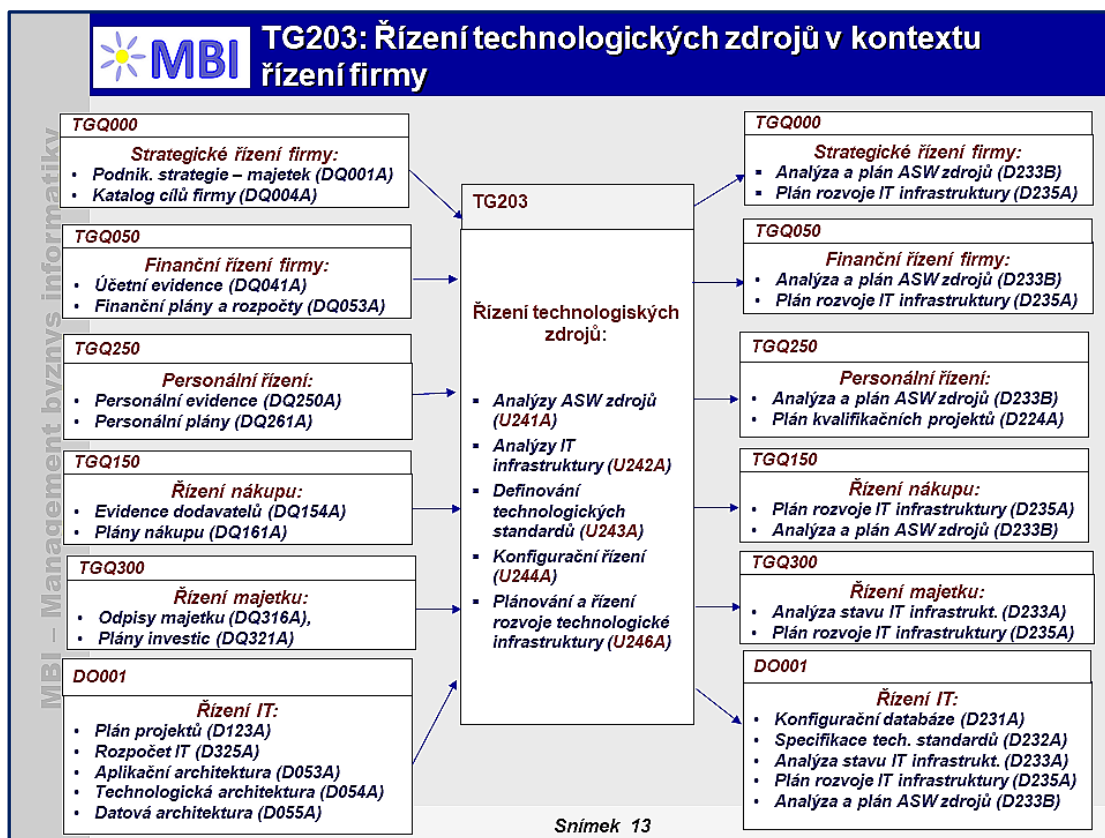 MBI
TG203: Řízení technologických zdrojů v kontextu
řízení firmy
MBI – Management byznys informatiky
TGQ000
Strategické řízení firmy:
• Podnik. strategie – majetek (DQ001A)
• Katalog cílů firmy (DQ004A)
TGQ050
Finanční řízení firmy:
• Účetní evidence (DQ041A)
• Finanční plány a rozpočty (DQ053A)
TGQ250
Personální řízení:
• Personální evidence (DQ250A)
• Personální plány (DQ261A)
TGQ150
Řízení nákupu:
• Evidence dodavatelů (DQ154A)
• Plány nákupu (DQ161A)
TGQ300
Řízení majetku:
• Odpisy majetku (DQ316A),
• Plány investic (DQ321A)
DO001
Řízení IT:
• Plán projektů (D123A)
• Rozpočet IT (D325A)
• Aplikační architektura (D053A)
• Technologická architektura (D054A)
• Datová architektura (D055A)
TG203
Řízení technologiských
zdrojů:
▪ Analýzy ASW zdrojů
(U241A)
▪ Analýzy IT
infrastruktury (U242A)
▪ Definování
technologických
standardů (U243A)
▪ Konfigurační řízení
(U244A)
▪ Plánování a řízení
rozvoje technologické
infrastruktury (U246A)
TGQ000
Strategické řízení firmy:
▪ Analýza a plán ASW zdrojů (D233B)
▪ Plán rozvoje IT infrastruktury (D235A)
TGQ050
Finanční řízení firmy:
• Analýza a plán ASW zdrojů (D233B)
• Plán rozvoje IT infrastruktury (D235A)
TGQ250
Personální řízení:
• Analýza a plán ASW zdrojů (D233B)
• Plán kvalifikačních projektů (D224A)
TGQ150
Řízení nákupu:
• Plán rozvoje IT infrastruktury (D235A)
• Analýza a plán ASW zdrojů (D233B)
TGQ300
Řízení majetku:
• Analýza stavu IT infrastrukt. (D233A)
• Plán rozvoje IT infrastruktury (D235A)
DO001
Řízení IT:
• Konfigurační databáze (D231A)
• Specifikace tech. standardů (D232A)
• Analýza stavu IT infrastrukt. (D233A)
• Plán rozvoje IT infrastruktury (D235A)
• Analýza a plán ASW zdrojů (D233B)
Snímek 13